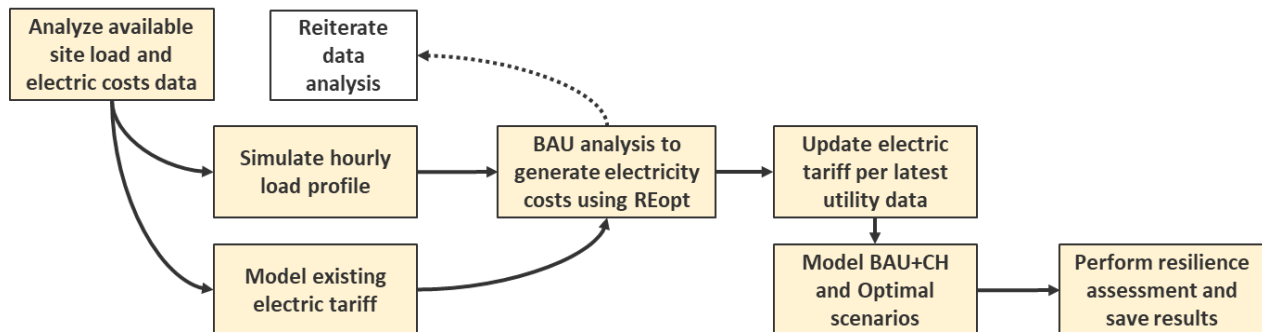 Analyze available
site load and
electric costs data
Reiterate
data
analysis
Simulate hourly
load profile
BAU analysis to
generate electricity
costs using REopt
Update electric
tariff per latest
utility data
Model existing
electric tariff
Model BAU+CH
and Optimal
scenarios
Perform resilience
assessment and
save results